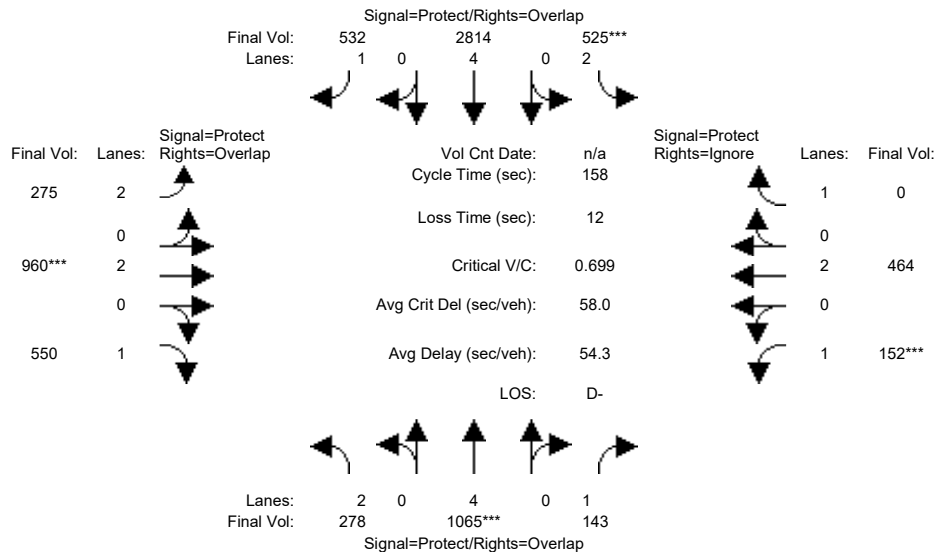 Signal=Protect/Rights=Overlap
Final Vol: 532 2814 525***
Lanes: 1 0 4 0 2
Signal=Protect Signal=Protect
Final Vol: Lanes: Rights=Overlap Vol Cnt Date: n/a Rights=Ignore Lanes: Final Vol:
Cycle Time (sec): 158
275 2 1 0
Loss Time (sec): 12
0 0
960*** 2 Critical V/C: 0.699 2 464
0 Avg Crit Del (sec/veh): 58.0 0
550 1 Avg Delay (sec/veh): 54.3 1 152***
LOS: D-
Lanes: 2 0 4 0 1
Final Vol: 278 1065*** 143
Signal=Protect/Rights=Overlap